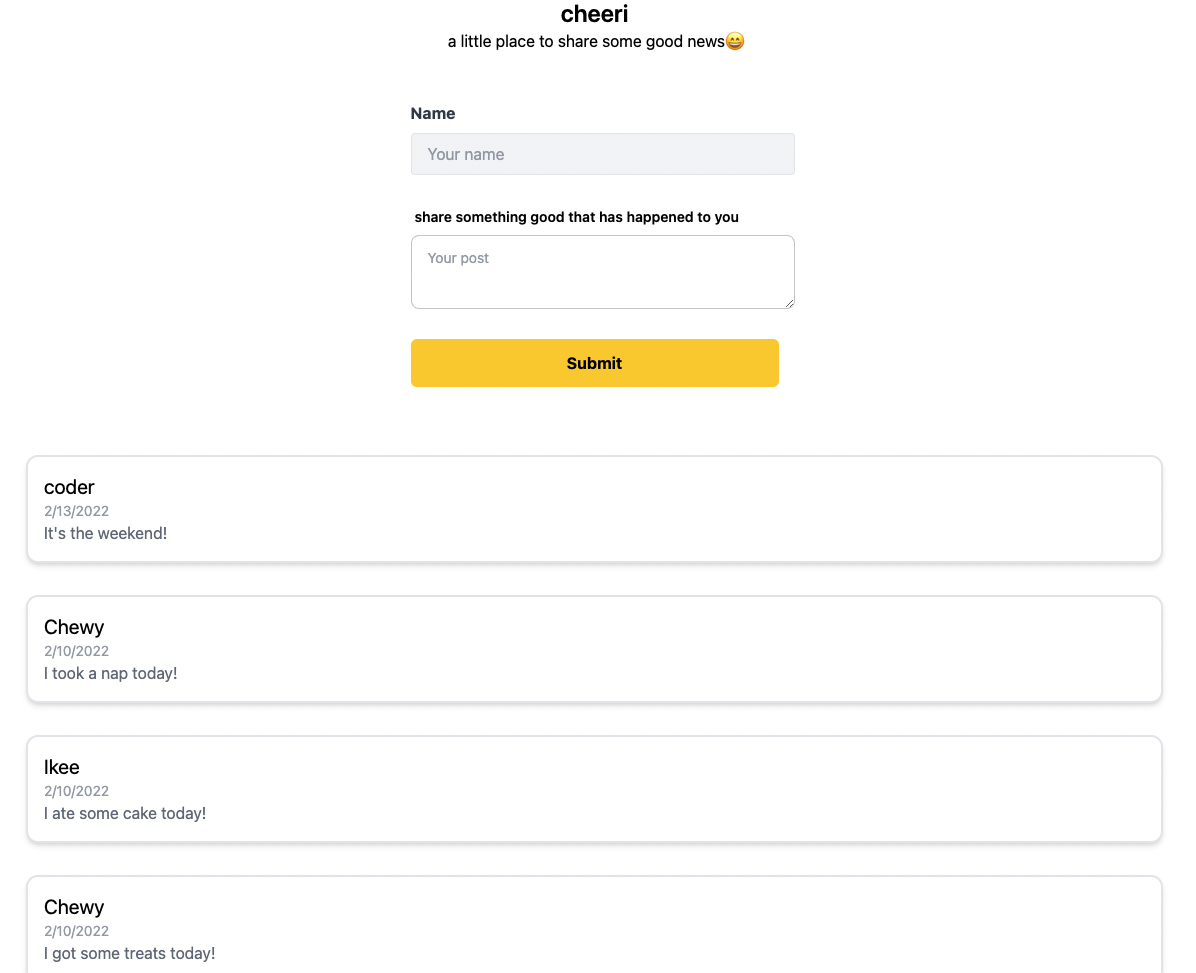 cheeri
a little place to share some good news😄
Name
Your name
share something good that has happened to you
Your post
Submit
coder
2/13/2022
It's the weekend!
Chewy
2/10/2022
I took a nap today!
Ikee
2/10/2022
I ate some cake today!
Chewy
2/10/2022
I got some treats today!